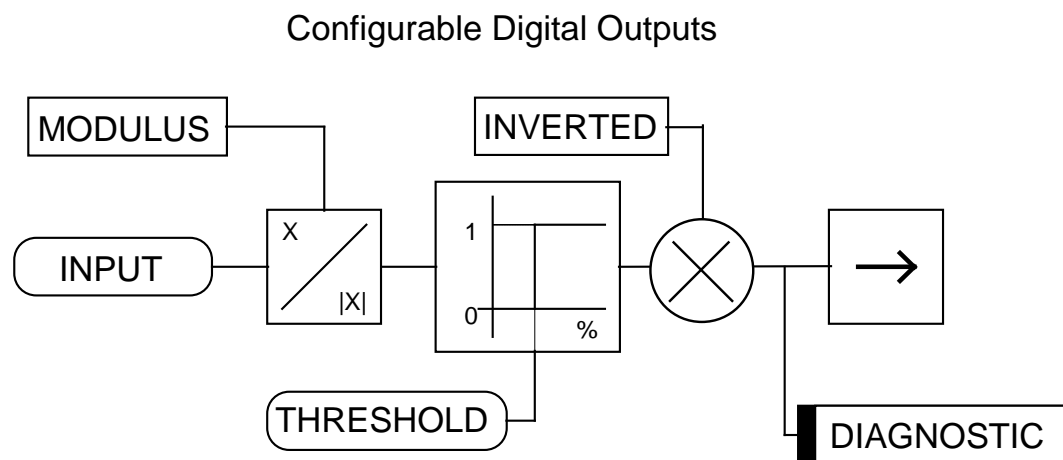 Configurable Digital Outputs
MODULUS
INVERTED
X
|X|
1
0
%
INPUT
THRESHOLD
DIAGNOSTIC